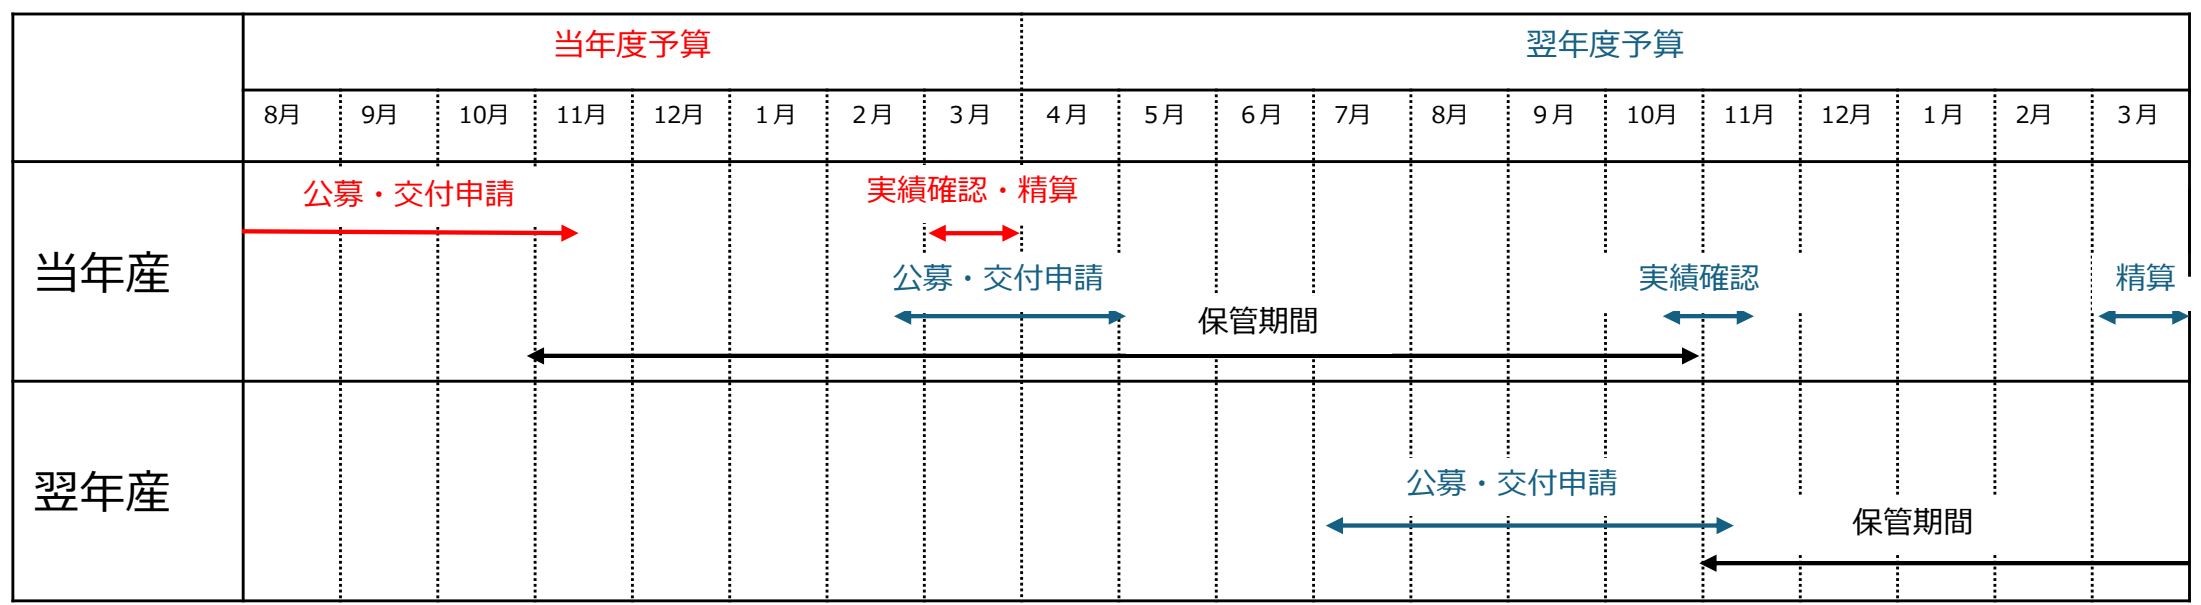 当年度予算 翌年度予算
8月 9月 10月 11月 12月 1月 2月 3月 4月 5月 6月 7月 8月 9月 10月 11月 12月 1月 2月 3月
当年産
公募・交付申請 実績確認・精算
公募・交付申請 実績確認 精算
保管期間
翌年産
公募・交付申請
保管期間